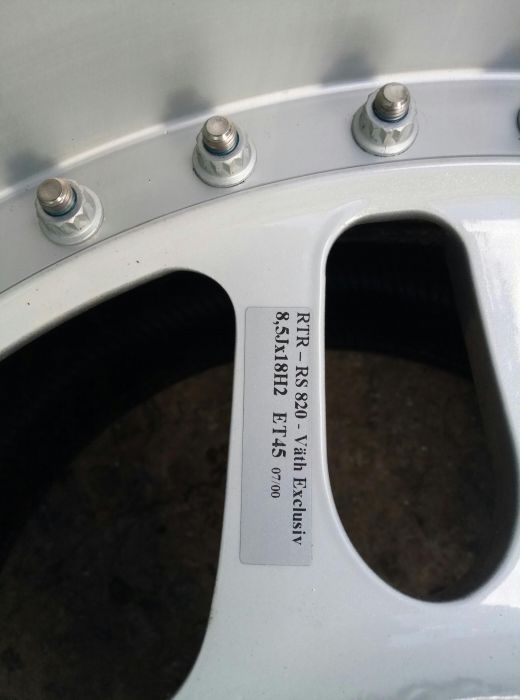 RTR – RS 820 - Väth Exclusiv
8,5Jx18H2 ET45 07/00